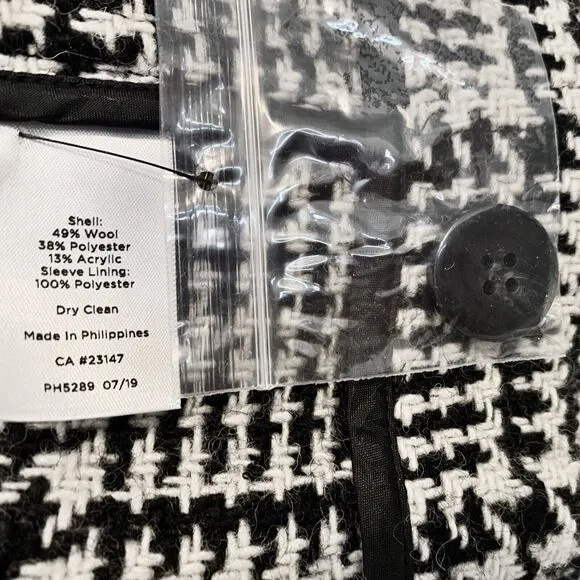 Shell:
49% Wool
38% Polyester
13% Acrylic
Sleeve Lining:
100% Polyester
Dry Clean
Made In Philippines
CA #23147
PH5289 07/19